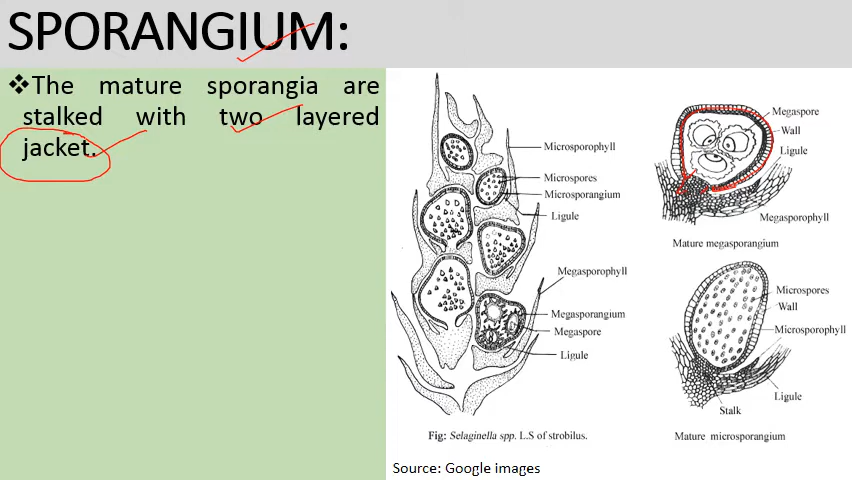 SPORANGIUM:
❖The mature sporangia are
stalked with two layered
jacket.
Microsporophyll
Microspores
Microsporangium
Ligule
Megasporophyll
Megasporangium
Megaspore
Ligule
Fig: Selaginella spp. L.S of strobilus.
Megaspore
Wall
Ligule
Megasporophyll
Mature megasporangium
Microspores
Wall
Microsporophyll
Ligule
Stalk
Mature microsporangium
Source: Google images